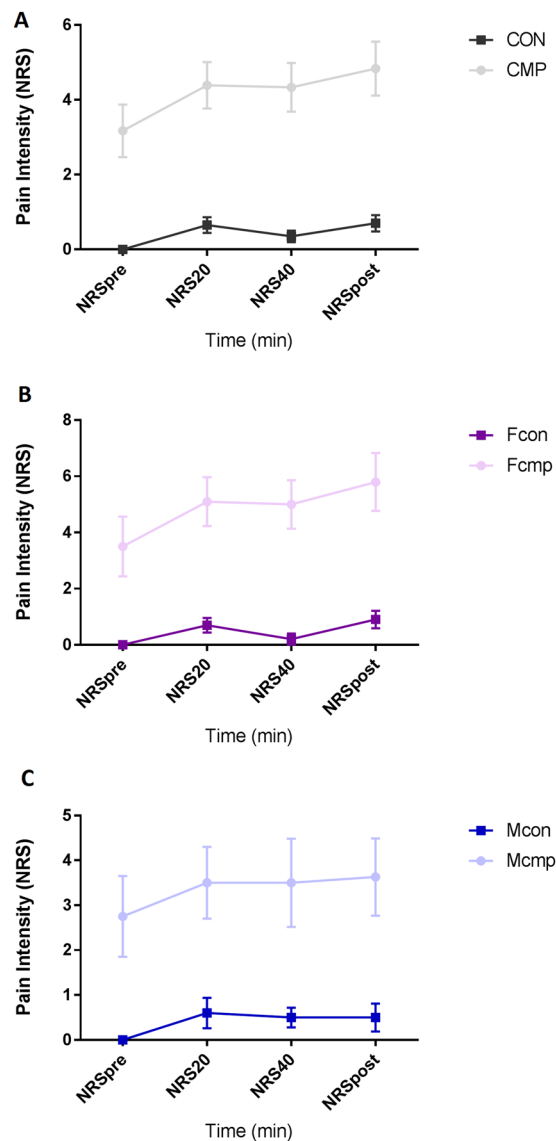 A
Pain Intensity (NRS)
6
4
2
0
NRSpre
NRS20
NRS40
NRSpost
Time (min)
CON
CMP
B
Pain Intensity (NRS)
8
6
4
2
0
NRSpre
NRS20
NRS40
NRSpost
Time (min)
Fcon
Fcmp
C
Pain Intensity (NRS)
5
4
3
2
1
0
NRSpre
NRS20
NRS40
NRSpost
Time (min)
Mcon
Mcmp